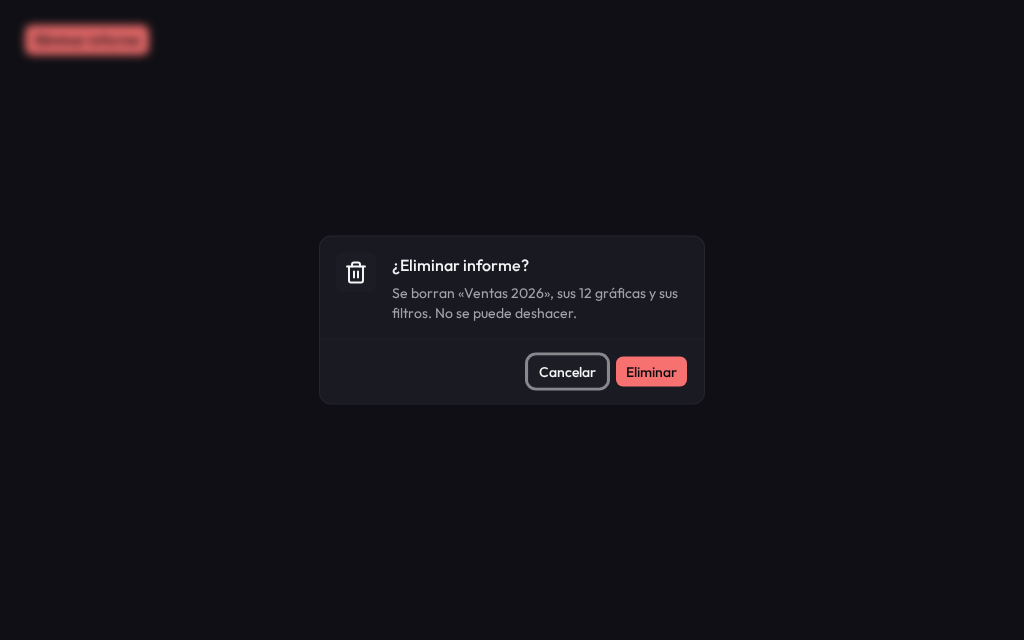 ¿Eliminar informe?
Se borran «Ventas 2026», sus 12 gráficas y sus
filtros. No se puede deshacer.
Cancelar
Eliminar